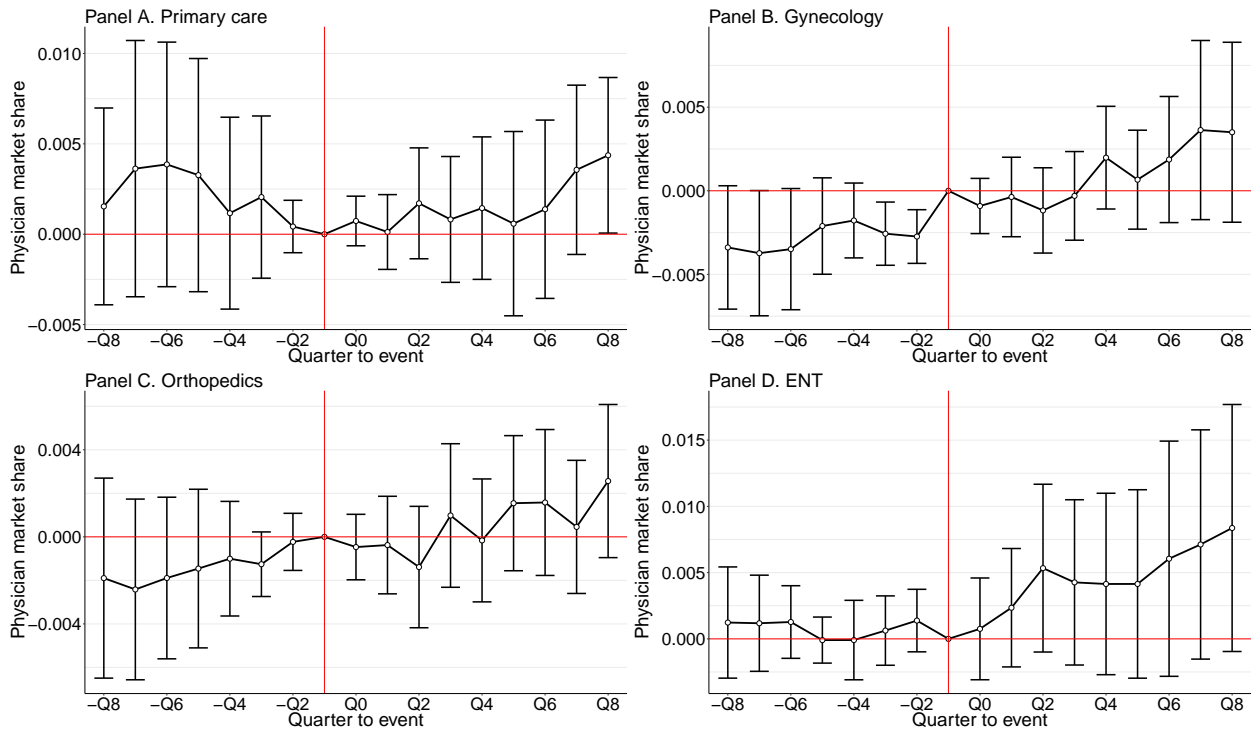 Panel A. Primary care
Physician market share
0.010
0.005
0.000
−0.005
−Q8 −Q6 −Q4 −Q2 Q0 Q2 Q4 Q6 Q8
Quarter to event
Panel B. Gynecology
Physician market share
0.005
0.000
−0.005
−Q8 −Q6 −Q4 −Q2 Q0 Q2 Q4 Q6 Q8
Quarter to event
Panel C. Orthopedics
Physician market share
0.004
0.000
−0.004
−Q8 −Q6 −Q4 −Q2 Q0 Q2 Q4 Q6 Q8
Quarter to event
Panel D. ENT
Physician market share
0.015
0.010
0.005
0.000
−Q8 −Q6 −Q4 −Q2 Q0 Q2 Q4 Q6 Q8
Quarter to event